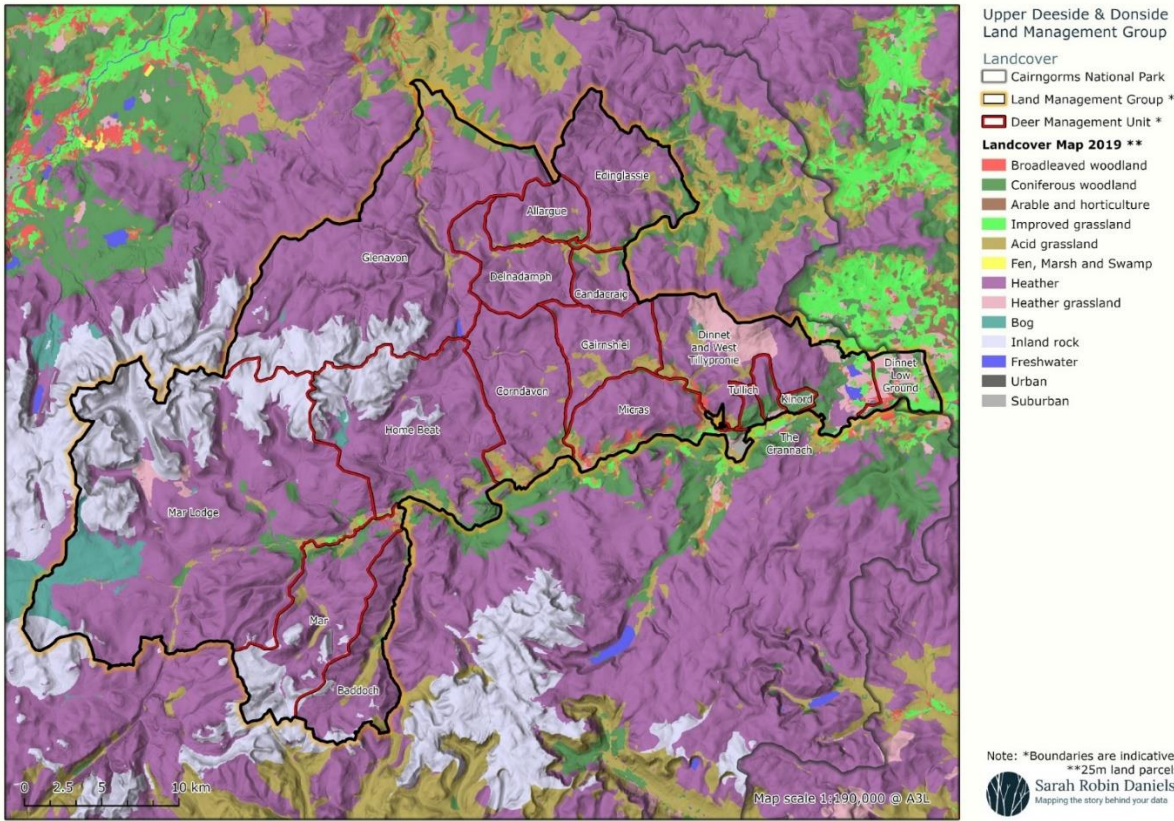 Upper Deeside & Donside
Land Management Group
Landcover
Cairngorms National Park
Land Management Group *
Deer Management Unit *
Landcover Map 2019 **
Broadleaved woodland
Coniferous woodland
Arable and horticulture
Improved grassland
Acid grassland
Fen, Marsh and Swamp
Heather
Heather grassland
Bog
Inland rock
Freshwater
Urban
Suburban
Edinglassie
Allargue
Glenavon
Delnadamph
Candacraig
Gairnshiel
Dinnet
and West
Tillypronie
Dinnet
Low
Ground
Tullich
Kinord
Corndavon
Micras
Home Beat
The
Crannach
Mar Lodge
Mar
Baddoch
0 2.5 5 10 km
Map scale 1:190,000 @ A3L
Note: *Boundaries are indicative
**25m land parcels
Sarah Robin Daniels
Mapping the story behind your data